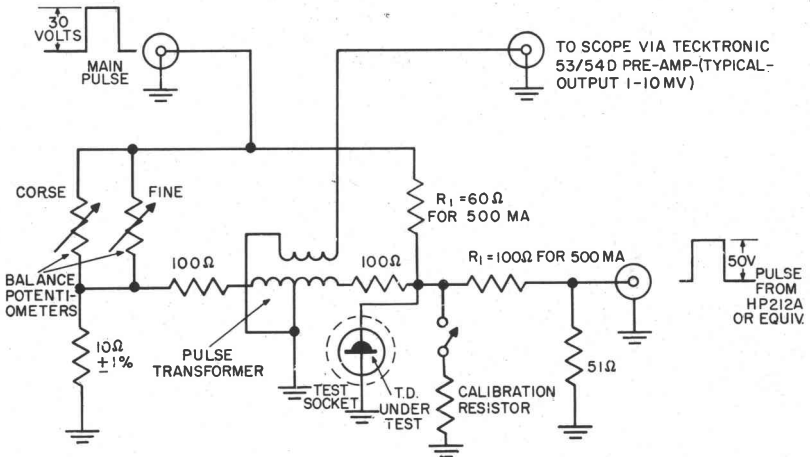 30
VOLTS
MAIN
PULSE
TO SCOPE VIA TECKTRONIC
53/54D PRE-AMP-(TYPICAL-
OUTPUT 1-10MV)
CORSE
FINE
R1 = 60Ω
FOR 500 MA
100Ω
100Ω
R1 = 100Ω FOR 500MA
50V
PULSE
FROM
HP212A
OR EQUIV.
BALANCE
POTENTI-
OMETERS
10Ω
±1%
PULSE
TRANSFORMER
TEST
SOCKET
T.D.
UNDER
TEST
CALIBRATION
RESISTOR
51Ω